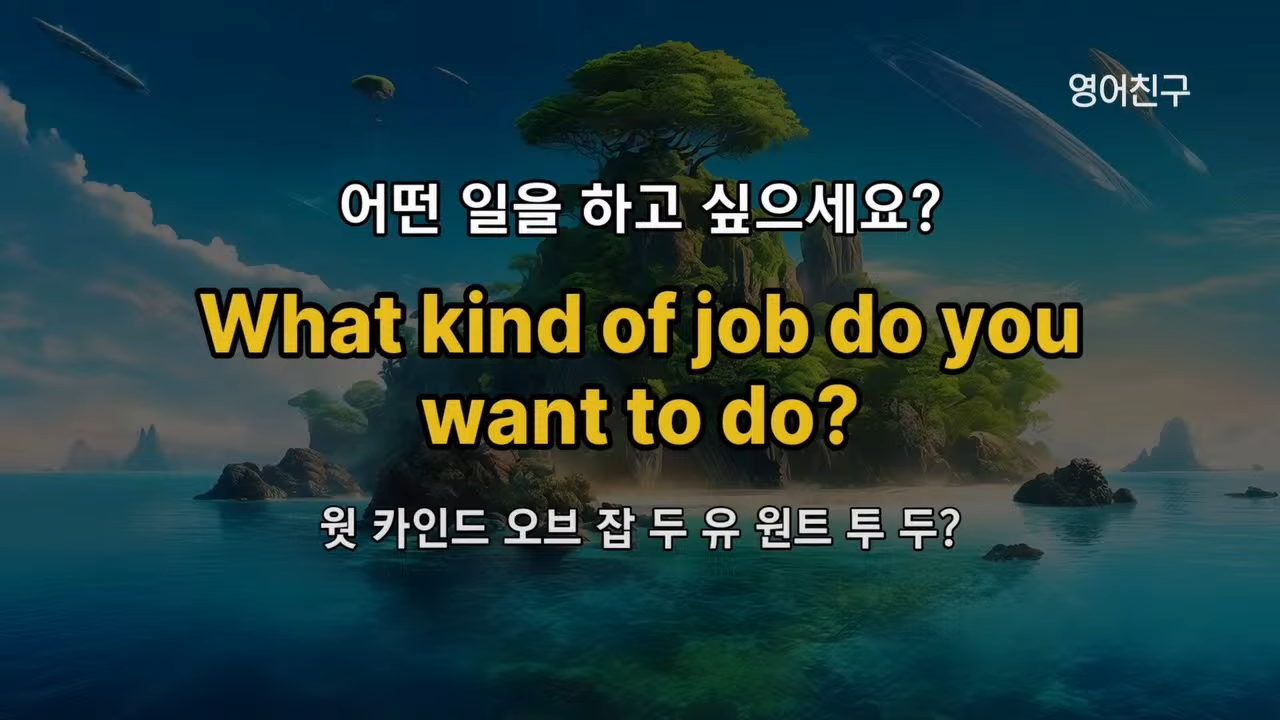 영어친구
어떤 일을 하고 싶으세요?
What kind of job do you
want to do?
웟 카인드 오브 잡 두 유 원트 투 두?